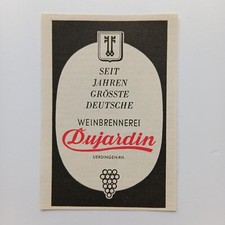 SEIT
JAHREN
GRÖSSTE
DEUTSCHE
WEINBRENNEREI
Dujardin
UERDINGEN-RH.